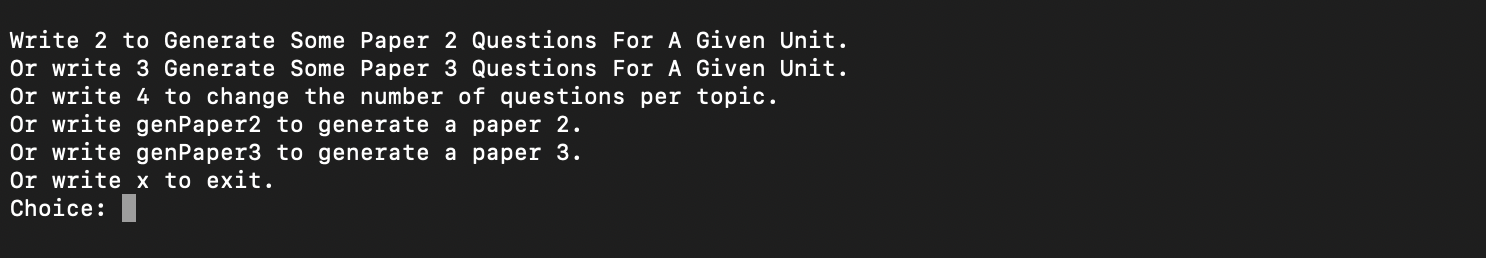 Write 2 to Generate Some Paper 2 Questions For A Given Unit.
Or write 3 Generate Some Paper 3 Questions For A Given Unit.
Or write 4 to change the number of questions per topic.
Or write genPaper2 to generate a paper 2.
Or write genPaper3 to generate a paper 3.
Or write x to exit.
Choice: